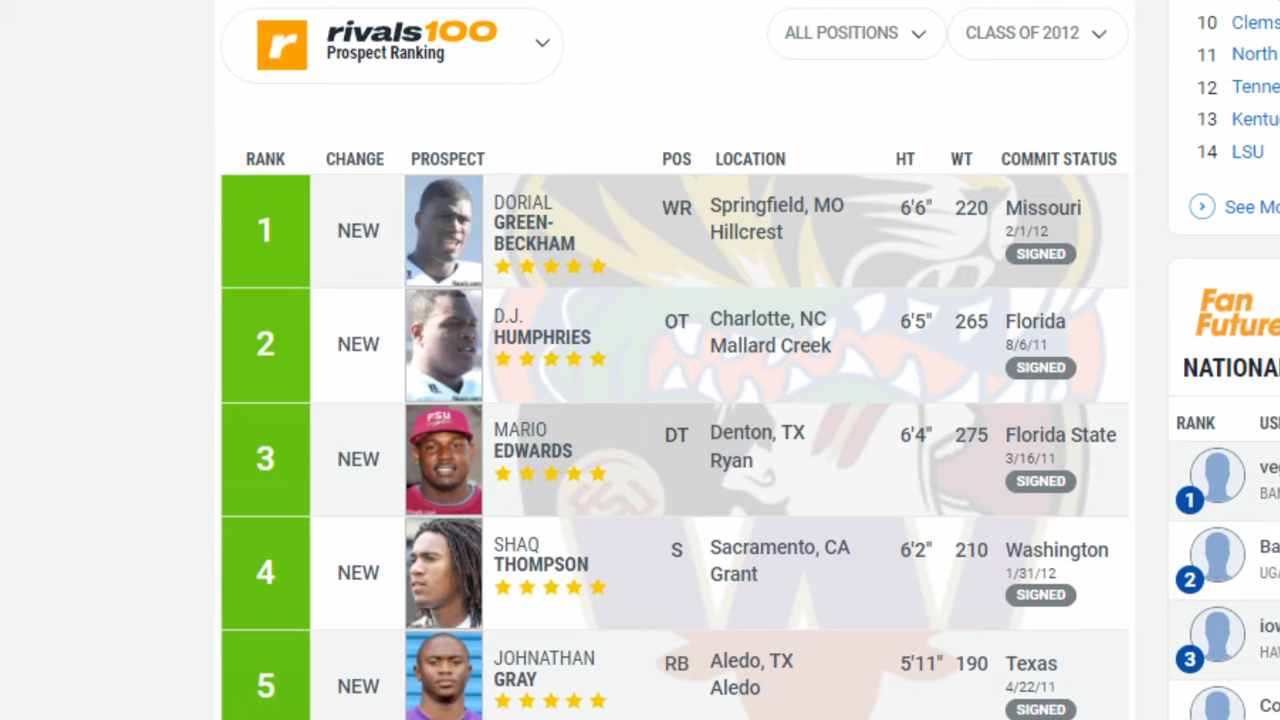 r
rivals100
Prospect Ranking
ALL POSITIONS
CLASS OF 2012
RANK CHANGE PROSPECT POS LOCATION HT WT COMMIT STATUS
1 NEW DORIAL GREEN-BECKHAM WR Springfield, MO Hillcrest 6'6" 220 Missouri 2/1/12 SIGNED
2 NEW D.J. HUMPHRIES OT Charlotte, NC Mallard Creek 6'5" 265 Florida 8/6/11 SIGNED
3 NEW MARIO EDWARDS DT Denton, TX Ryan 6'4" 275 Florida State 3/16/11 SIGNED
4 NEW SHAQ THOMPSON S Sacramento, CA Grant 6'2" 210 Washington 1/31/12 SIGNED
5 NEW JOHNATHAN GRAY RB Aledo, TX Aledo 5'11" 190 Texas 4/22/11 SIGNED
PSU
10 Clems
11 North
12 Tenne
13 Kentu
14 LSU
See Mo
Fan
Future
NATIONA
RANK
1
2 Ba UGA
3 iow HAW
Co